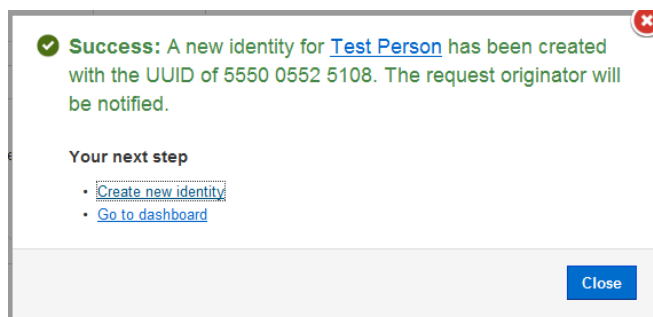 Success: A new identity for Test Person has been created
with the UUID of 5550 0552 5108. The request originator will
be notified.
Your next step
Create new identity
Go to dashboard
Close